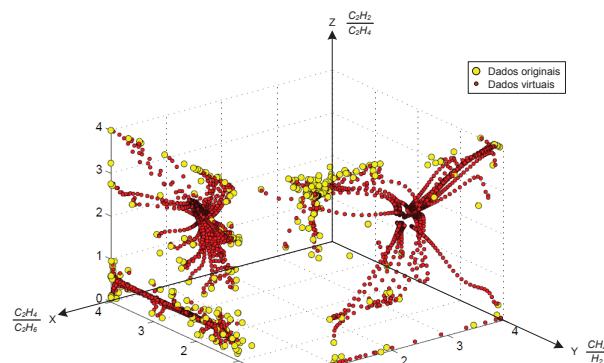 Z C₂H₂
C₂H₄
Dados originais
Dados virtuais
4
3
2
1
0
4
3
2
C₂H₄
C₂H₆
X
2
3
4
Y